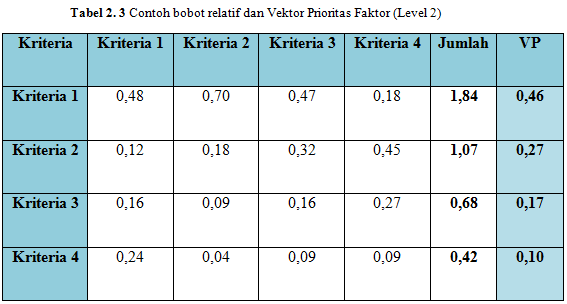 Tabel 2. 3 Contoh bobot relatif dan Vektor Prioritas Faktor (Level 2)
Kriteria Kriteria 1 Kriteria 2 Kriteria 3 Kriteria 4 Jumlah VP
Kriteria 1 0,48 0,70 0,47 0,18 1,84 0,46
Kriteria 2 0,12 0,18 0,32 0,45 1,07 0,27
Kriteria 3 0,16 0,09 0,16 0,27 0,68 0,17
Kriteria 4 0,24 0,04 0,09 0,09 0,42 0,10